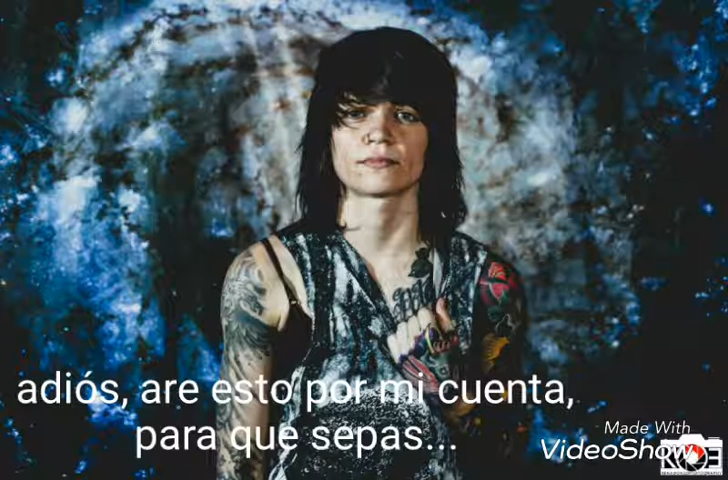 adiós, are esto por mi cuenta,
para que sepas...
Made With
VideoShow